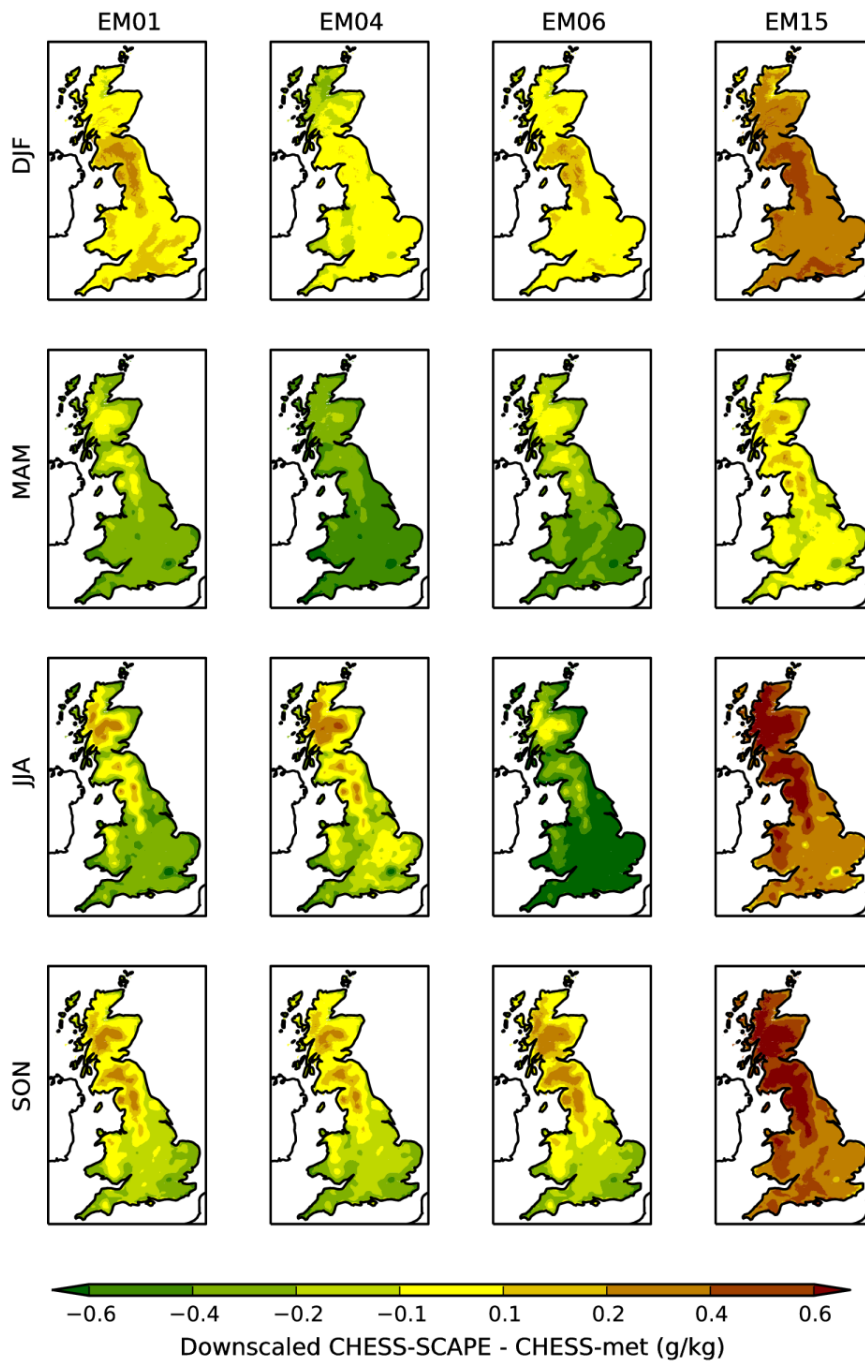 EM01 EM04 EM06 EM15
DJF
MAM
JJA
SON
−0.6 −0.4 −0.2 −0.1 0.1 0.2 0.4 0.6
Downscaled CHESS-SCAPE - CHESS-met (g/kg)